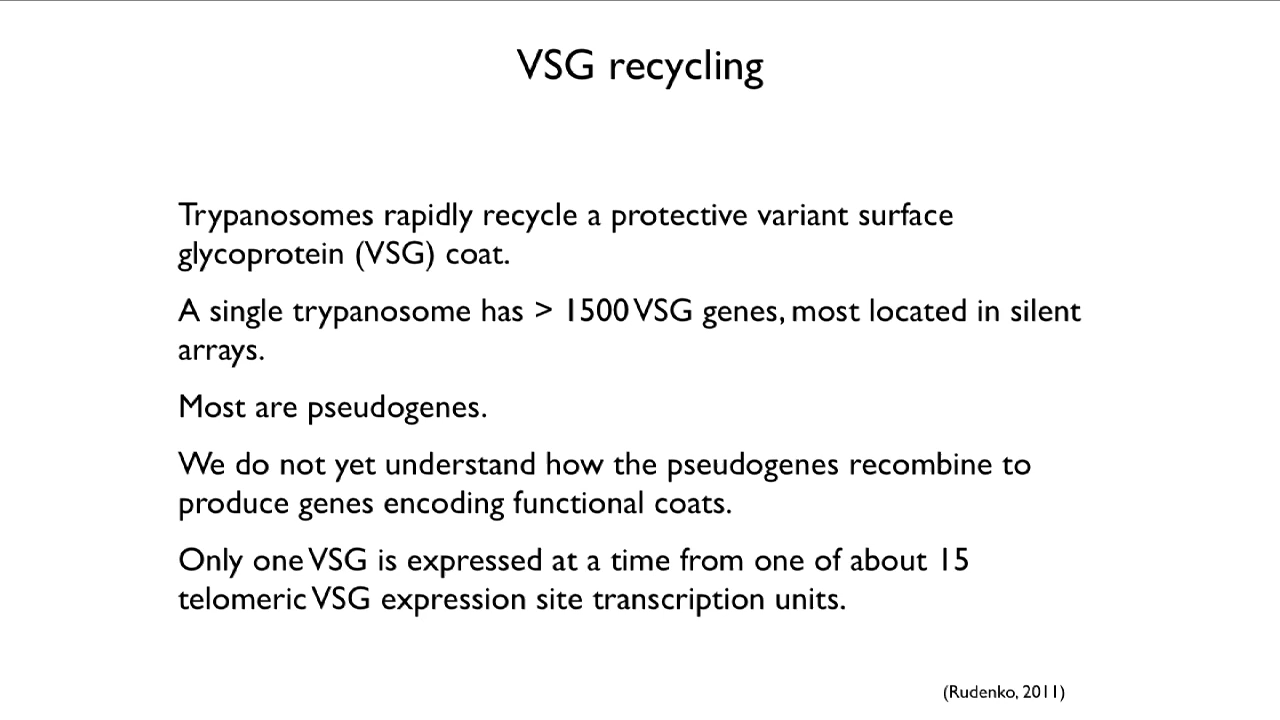 VSG recycling
Trypanosomes rapidly recycle a protective variant surface
glycoprotein (VSG) coat.
A single trypanosome has > 1500 VSG genes, most located in silent
arrays.
Most are pseudogenes.
We do not yet understand how the pseudogenes recombine to
produce genes encoding functional coats.
Only one VSG is expressed at a time from one of about 15
telomeric VSG expression site transcription units.
(Rudenko, 2011)